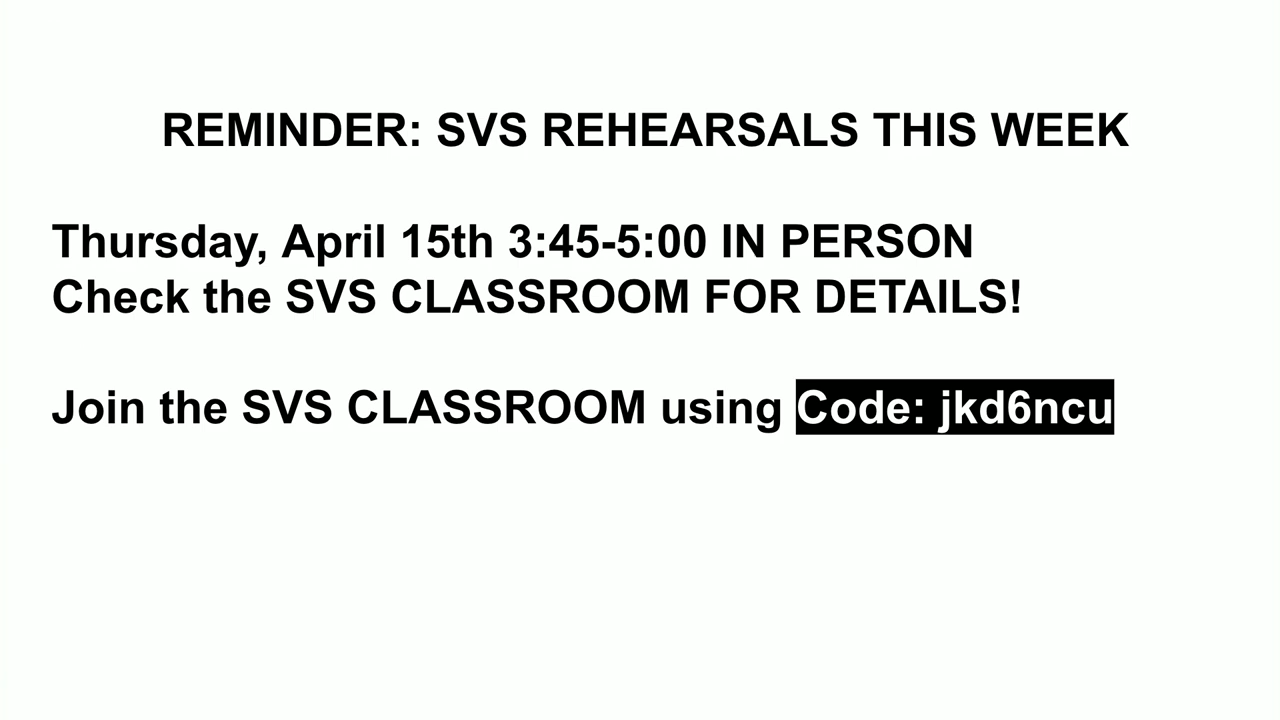 REMINDER: SVS REHEARSALS THIS WEEK
Thursday, April 15th 3:45-5:00 IN PERSON
Check the SVS CLASSROOM FOR DETAILS!
Join the SVS CLASSROOM using Code: jkd6ncu